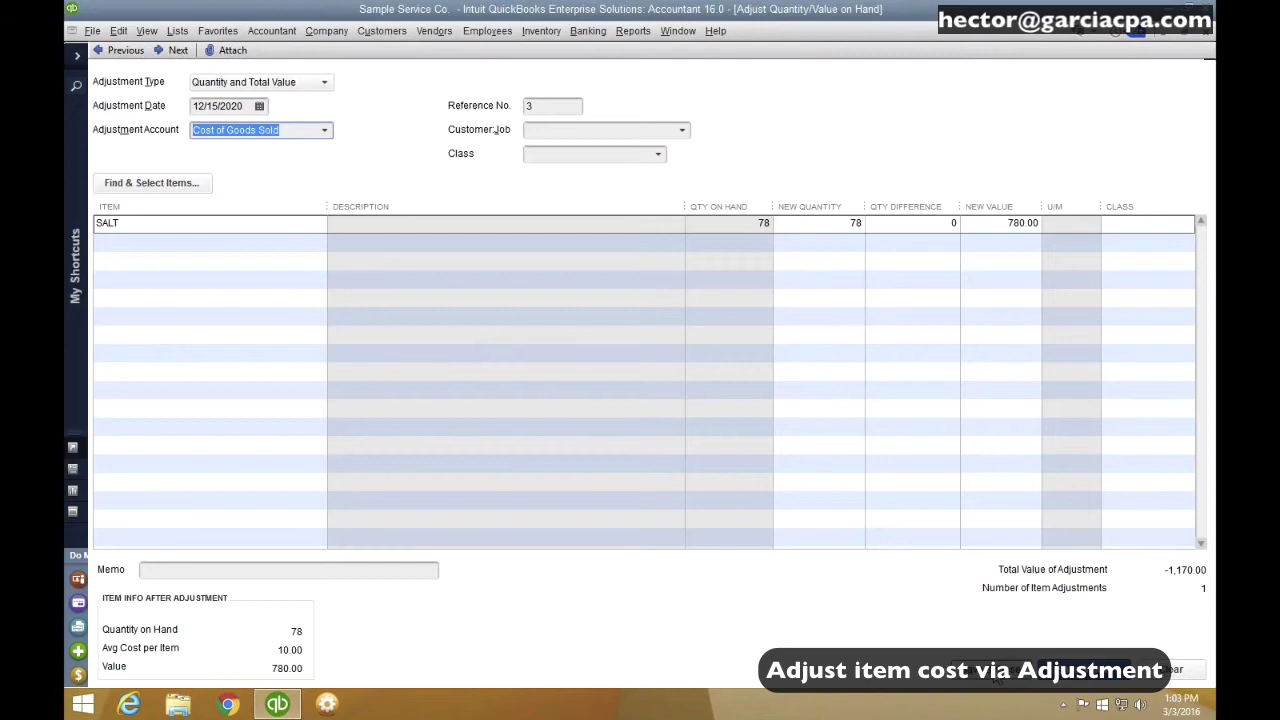 Sample Service Co. - Intuit QuickBooks Enterprise Solutions: Accountant 16.0 - [Adjust Quantity/Value on Hand]
hector@garciacpa.com
File Edit View Lists Favorites Accountant Company Customers Vendors Employees Inventory Banking Reports Window Help
Previous Next Attach
Adjustment Type Quantity and Total Value
Adjustment Date 12/15/2020 Reference No. 3
Adjustment Account Cost of Goods Sold Customer:Job
Class
Find & Select Items...
ITEM DESCRIPTION QTY ON HAND NEW QUANTITY QTY DIFFERENCE NEW VALUE U/M CLASS
SALT 78 78 0 780.00
My Shortcuts
Do M
Memo
Total Value of Adjustment -1,170.00
Number of Item Adjustments 1
ITEM INFO AFTER ADJUSTMENT
Quantity on Hand 78
Avg Cost per Item 10.00
Value 780.00
Adjust item cost via Adjustment
1:03 PM
3/3/2016